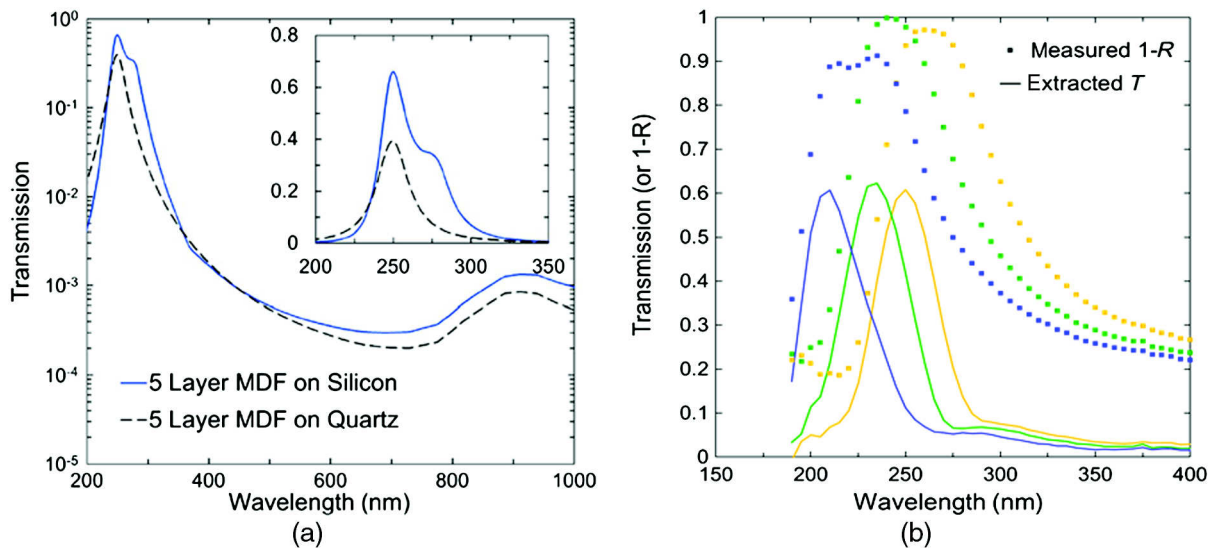 10^0
10^-1
10^-2
10^-3
10^-4
10^-5
Transmission
200 400 600 800 1000
Wavelength (nm)
5 Layer MDF on Silicon
5 Layer MDF on Quartz
0.8
0.6
0.4
0.2
0
200 250 300 350
(a)
1
0.9
0.8
0.7
0.6
0.5
0.4
0.3
0.2
0.1
0
Transmission (or 1-R)
Measured 1-R
Extracted T
150 200 250 300 350 400
Wavelength (nm)
(b)